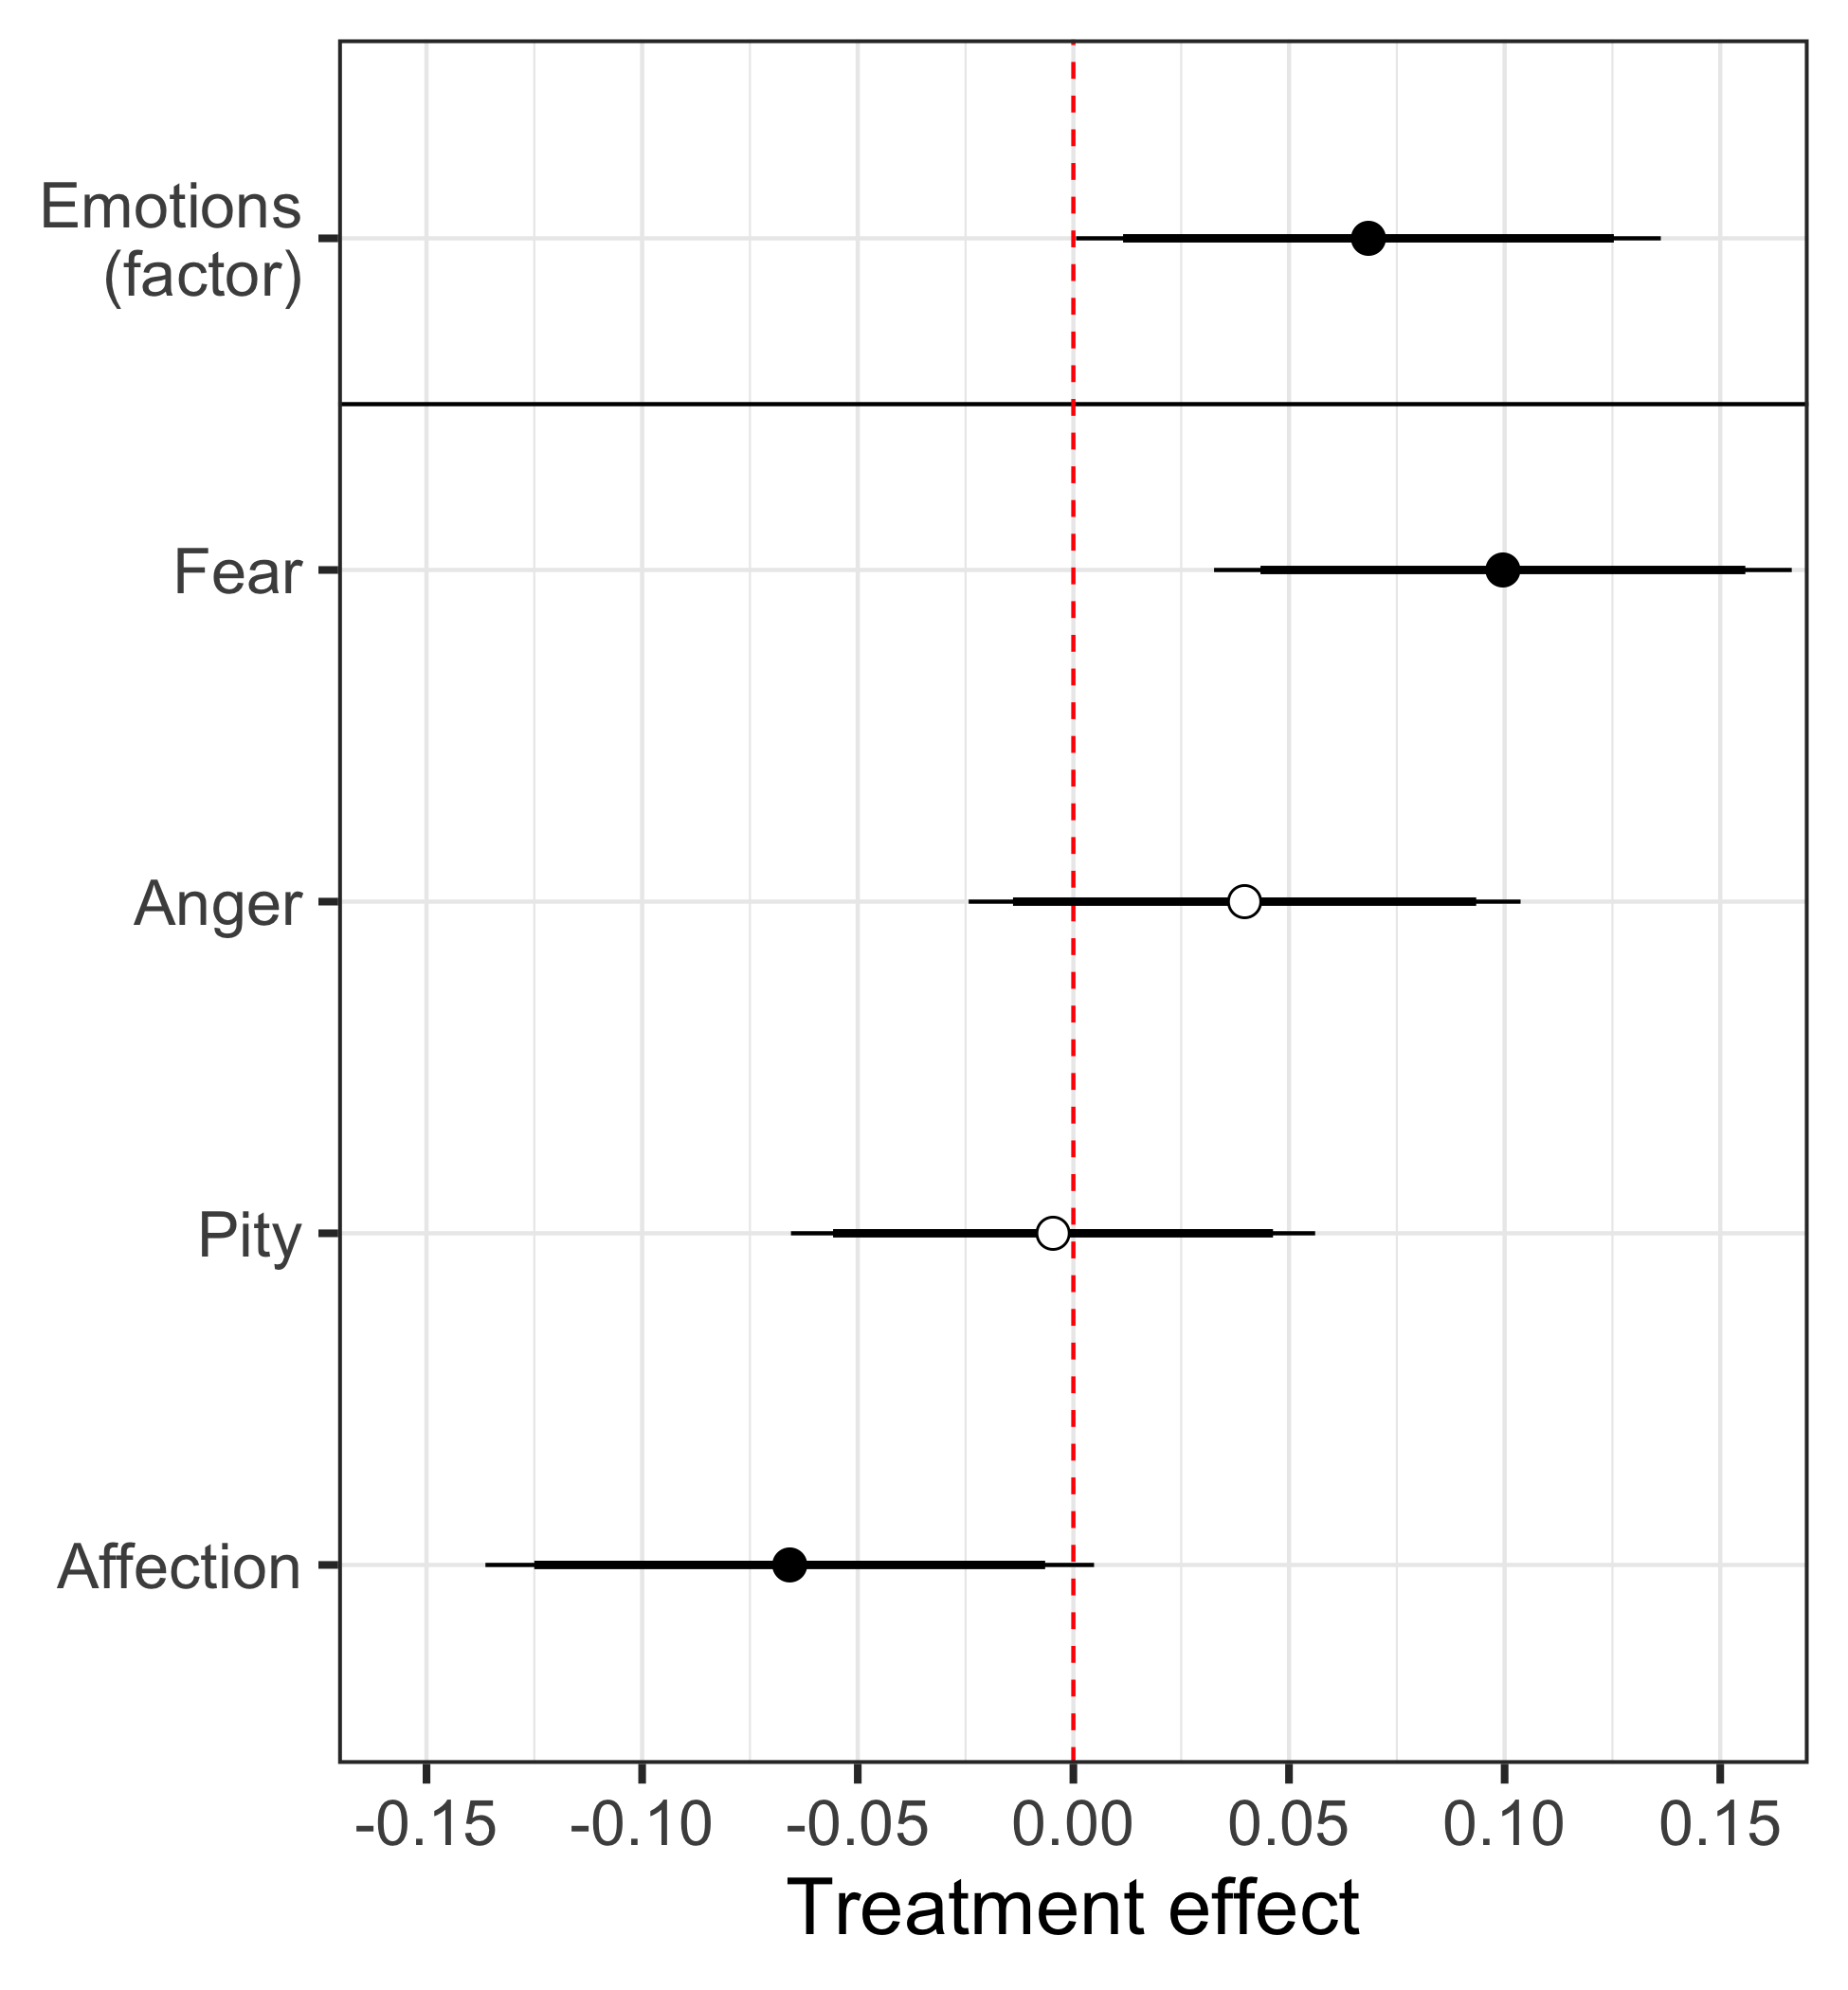 Emotions
(factor)
Fear
Anger
Pity
Affection
-0.15 -0.10 -0.05 0.00 0.05 0.10 0.15
Treatment effect